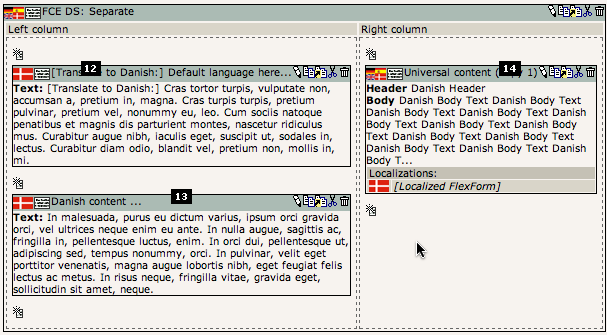 FCE DS: Separate
Left column
Right column
12
[Translate to Danish:] Default language here...
Text: [Translate to Danish:] Cras tortor turpis, vulputate non,
accumsan a, pretium in, magna. Cras turpis turpis, pretium
pulvinar, pretium vel, nonummy eu, leo. Cum sociis natoque
penatibus et magnis dis parturient montes, nascetur ridiculus
mus. Curabitur augue nibh, iaculis eget, suscipit ut, sodales in,
lectus. Curabitur diam odio, blandit vel, pretium non, mollis in,
mi.
13
Danish content ...
Text: In malesuada, purus eu dictum varius, ipsum orci gravida
orci, vel ultrices neque enim eu ante. In nulla augue, sagittis ac,
fringilla in, pellentesque luctus, enim. In orci dui, pellentesque ut,
adipiscing sed, tempus nonummy, orci. In pulvinar, velit eget
porttitor venenatis, magna augue lobortis nibh, eget feugiat felis
lectus ac metus. In risus neque, fringilla vitae, gravida eget,
sollicitudin sit amet, neque.
14
Universal content ( 1)
Header Danish Header
Body Danish Body Text Danish Body Text
Danish Body Text Danish Body Text Danish
Body Text Danish Body Text Danish Body
Text Danish Body Text Danish Body Text
Danish Body Text Danish Body Text Danish
Body T...
Localizations:
[Localized FlexForm]